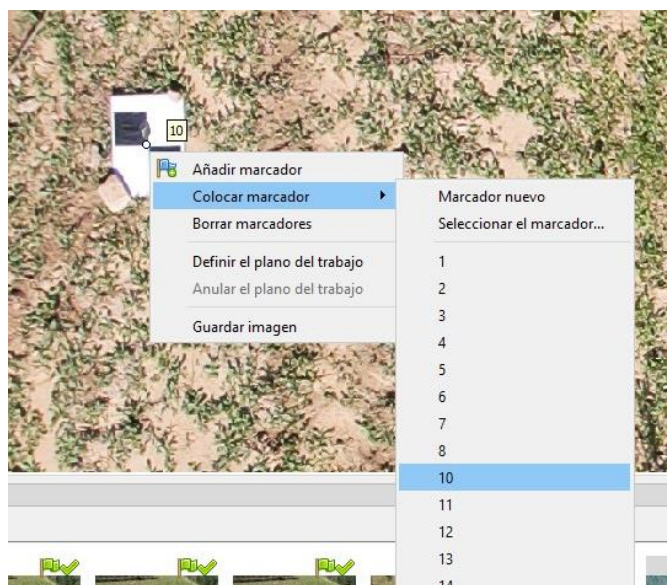 10
Añadir marcador
Colocar marcador
Borrar marcadores
Definir el plano del trabajo
Anular el plano del trabajo
Guardar imagen
Marcador nuevo
Seleccionar el marcador...
1
2
3
4
5
6
7
8
10
11
12
13
14